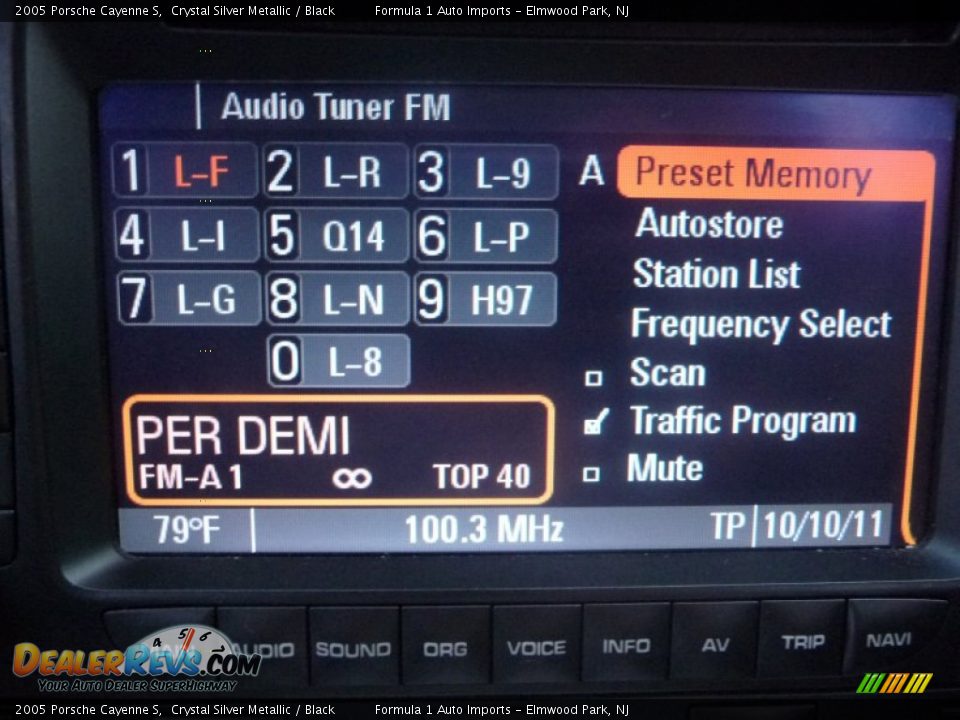 2005 Porsche Cayenne S, Crystal Silver Metallic / Black Formula 1 Auto Imports - Elmwood Park, NJ
Audio Tuner FM
1 L-F 2 L-R 3 L-9 A Preset Memory
4 L-I 5 Q14 6 L-P Autostore
7 L-G 8 L-N 9 H97 Station List
0 L-8 Frequency Select
Scan
Traffic Program
Mute
PER DEMI
FM-A 1 ∞ TOP 40
79°F 100.3 MHz TP 10/10/11
AUDIO SOUND ORG VOICE INFO AV TRIP NAVI
4 5 6
DEALERREVS.COM
YOUR AUTO DEALER SUPERHIGHWAY
2005 Porsche Cayenne S, Crystal Silver Metallic / Black Formula 1 Auto Imports - Elmwood Park, NJ